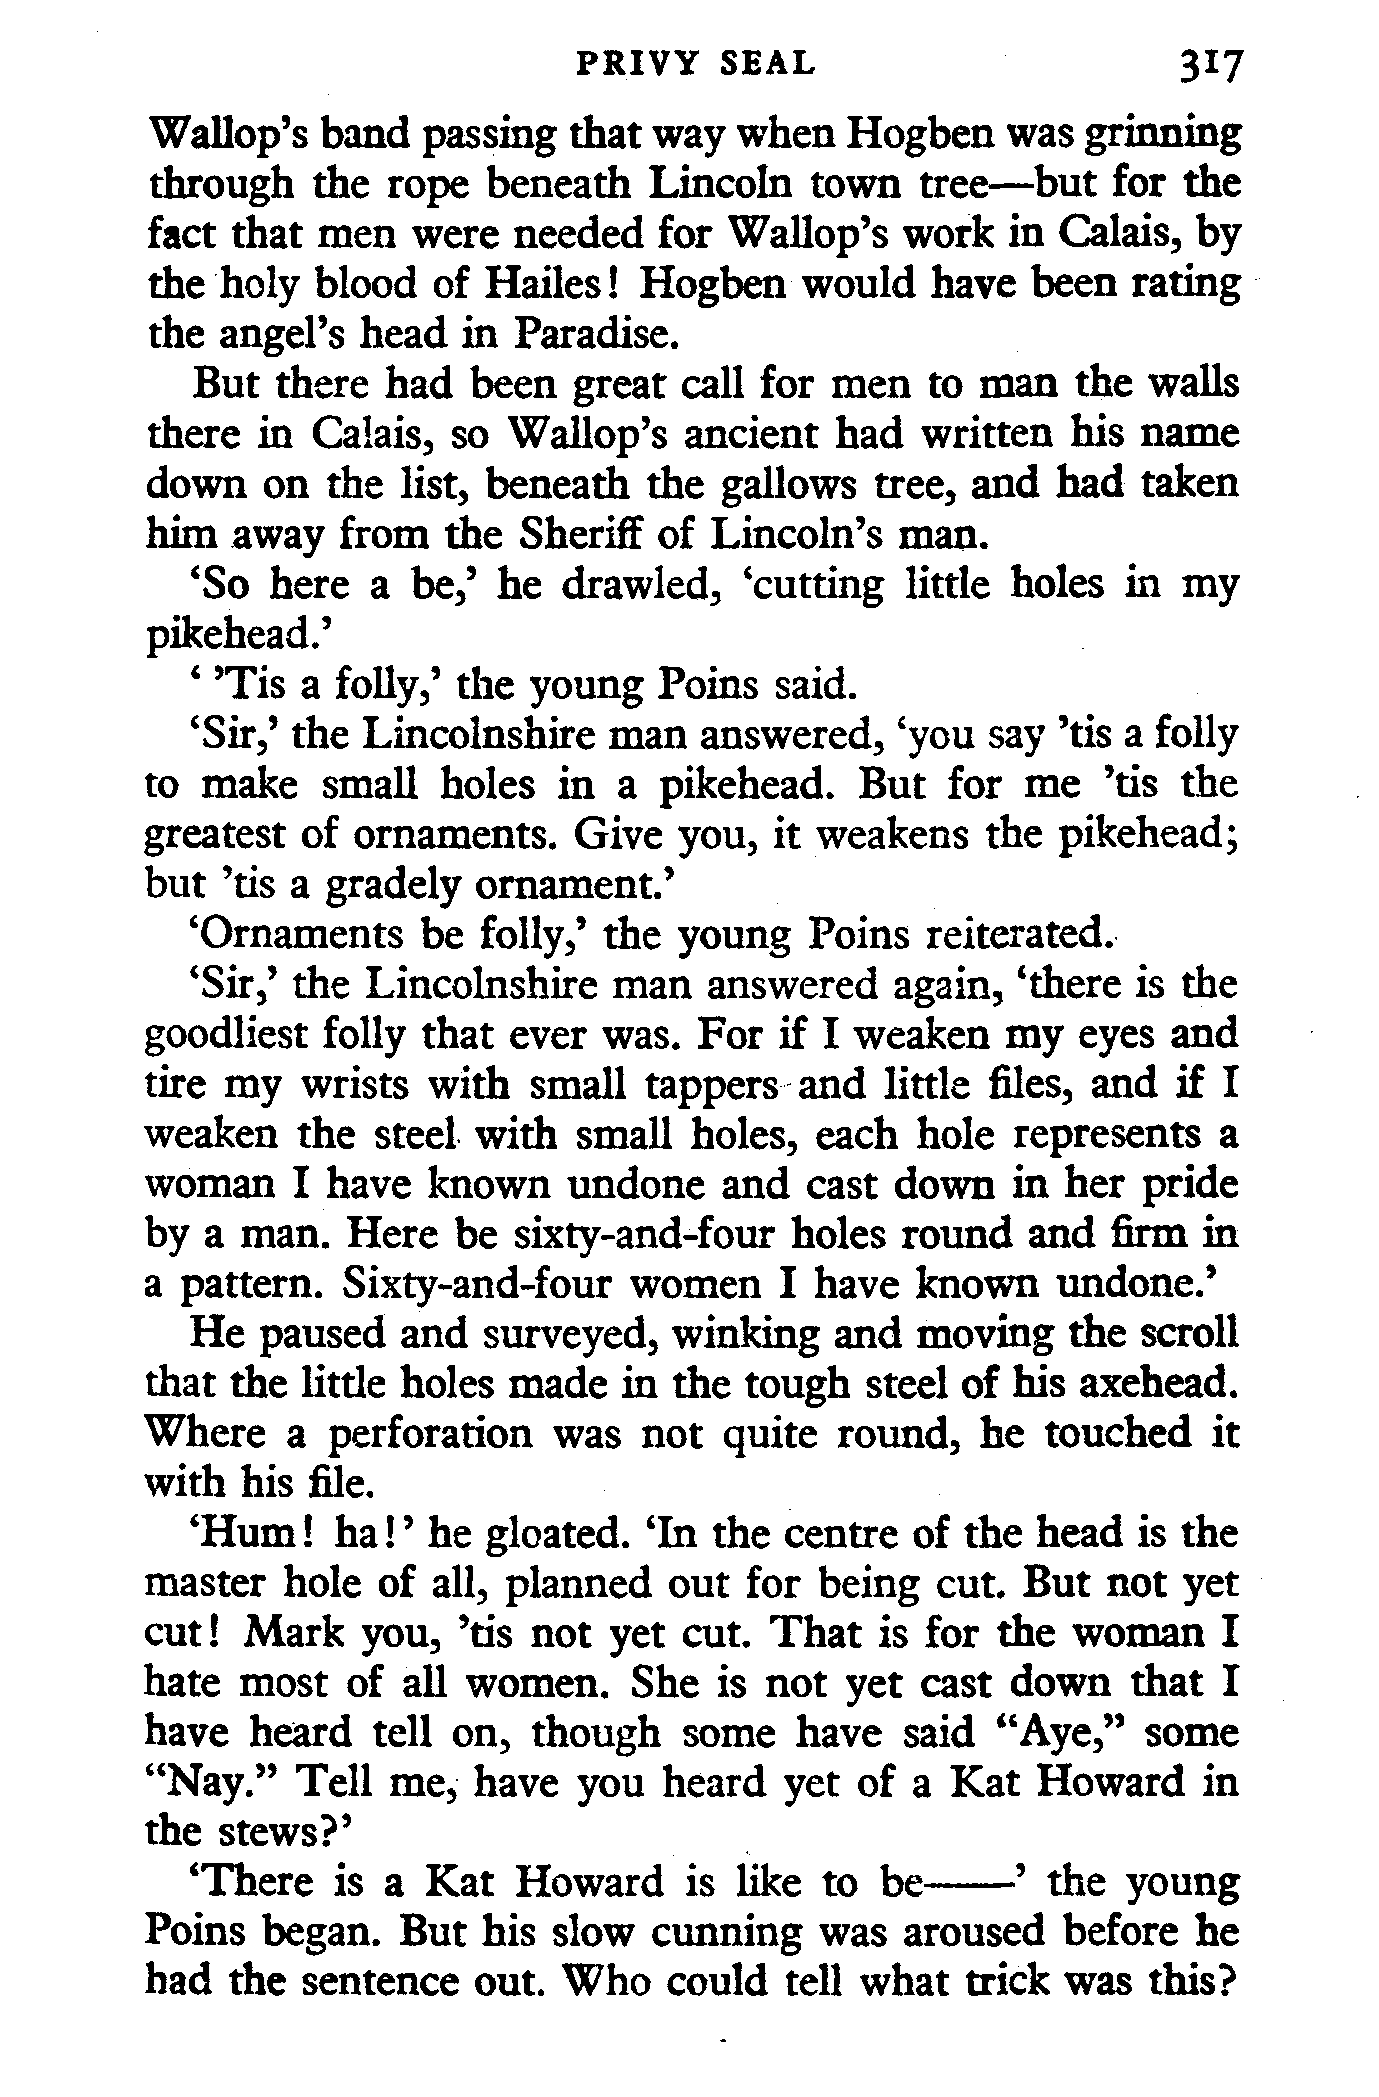 PRIVY SEAL 317
Wallop's band passing that way when Hogben was grinning
through the rope beneath Lincoln town tree—but for the
fact that men were needed for Wallop's work in Calais, by
the holy blood of Hailes! Hogben would have been rating
the angel's head in Paradise.
But there had been great call for men to man the walls
there in Calais, so Wallop's ancient had written his name
down on the list, beneath the gallows tree, and had taken
him away from the Sheriff of Lincoln's man.
‘So here a be,’ he drawled, ‘cutting little holes in my
pikehead.’
‘ ’Tis a folly,’ the young Poins said.
‘Sir,’ the Lincolnshire man answered, ‘you say ’tis a folly
to make small holes in a pikehead. But for me ’tis the
greatest of ornaments. Give you, it weakens the pikehead;
but ’tis a gradely ornament.’
‘Ornaments be folly,’ the young Poins reiterated.
‘Sir,’ the Lincolnshire man answered again, ‘there is the
goodliest folly that ever was. For if I weaken my eyes and
tire my wrists with small tappers and little files, and if I
weaken the steel with small holes, each hole represents a
woman I have known undone and cast down in her pride
by a man. Here be sixty-and-four holes round and firm in
a pattern. Sixty-and-four women I have known undone.’
He paused and surveyed, winking and moving the scroll
that the little holes made in the tough steel of his axehead.
Where a perforation was not quite round, he touched it
with his file.
‘Hum! ha!’ he gloated. ‘In the centre of the head is the
master hole of all, planned out for being cut. But not yet
cut! Mark you, ’tis not yet cut. That is for the woman I
hate most of all women. She is not yet cast down that I
have heard tell on, though some have said “Aye,” some
“Nay.” Tell me, have you heard yet of a Kat Howard in
the stews?’
‘There is a Kat Howard is like to be——’ the young
Poins began. But his slow cunning was aroused before he
had the sentence out. Who could tell what trick was this?